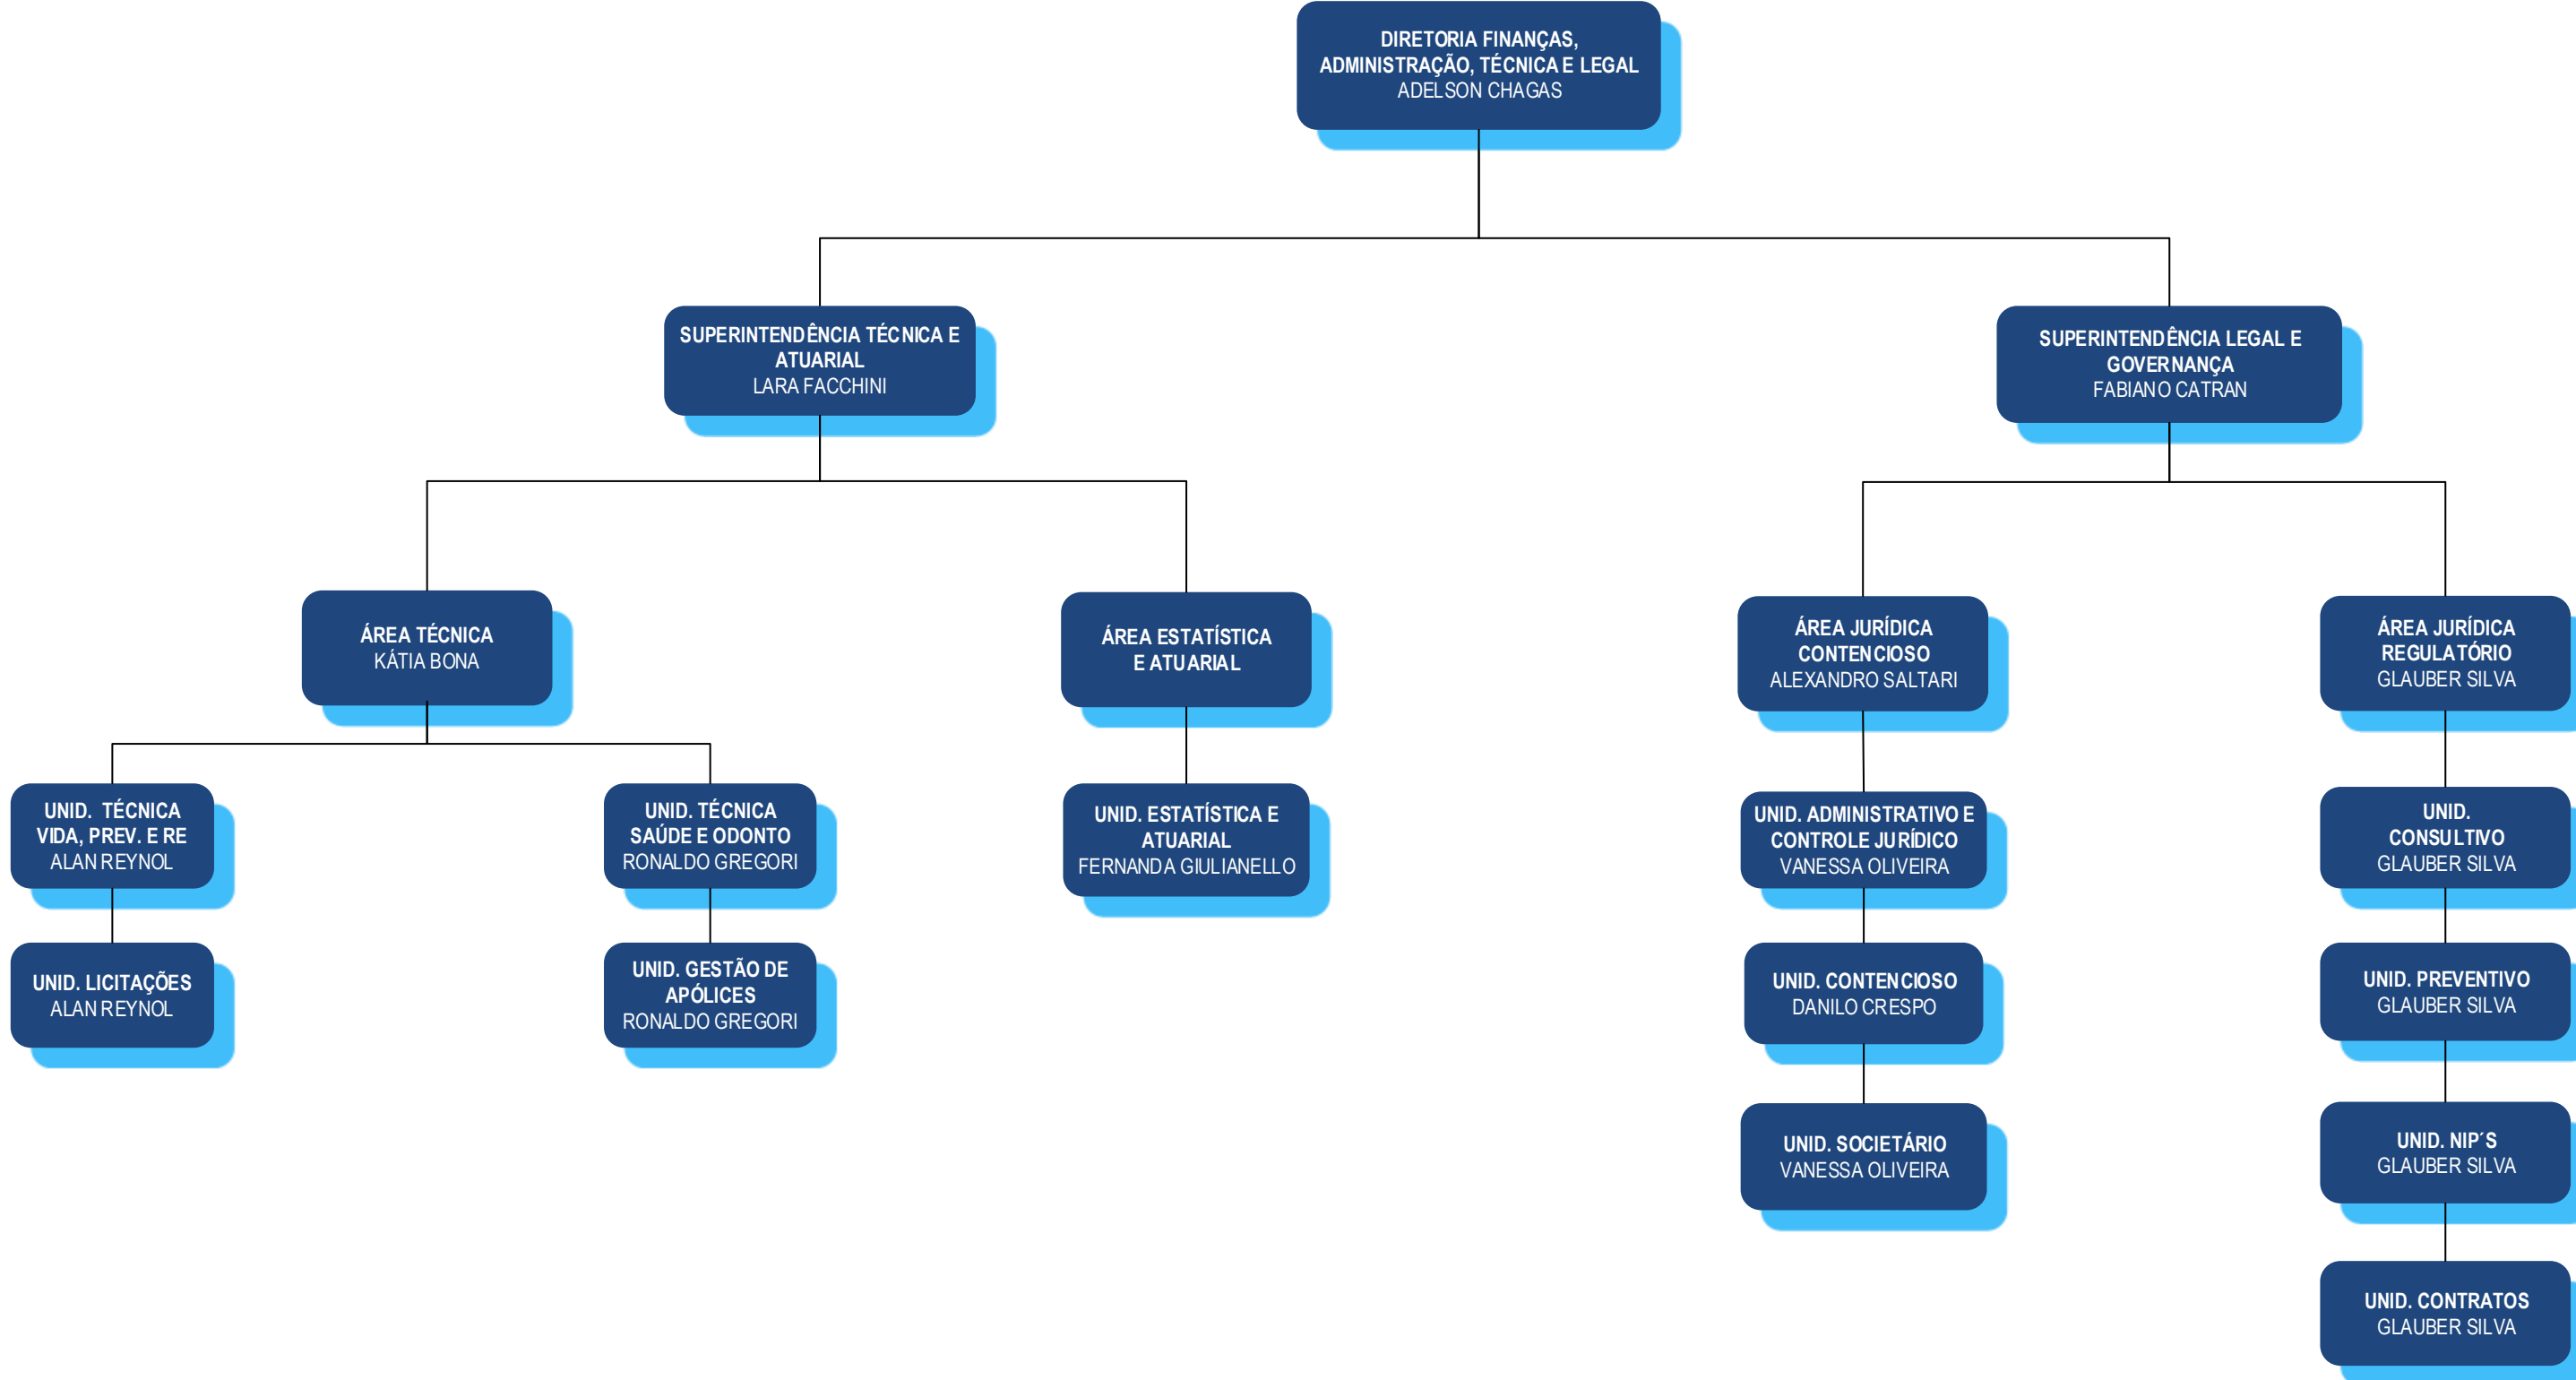 DIRETORIA FINANÇAS,
ADMINISTRAÇÃO, TÉCNICA E LEGAL
ADELSON CHAGAS
SUPERINTENDÊNCIA TÉCNICA E
ATUARIAL
LARA FACCHINI
SUPERINTENDÊNCIA LEGAL E
GOVERNANÇA
FABIANO CATRAN
ÁREA TÉCNICA
KÁTIA BONA
ÁREA ESTATÍSTICA
E ATUARIAL
ÁREA JURÍDICA
CONTENCIOSO
ALEXANDRO SALTARI
ÁREA JURÍDICA
REGULATÓRIO
GLAUBER SILVA
UNID. TÉCNICA
VIDA, PREV. E RE
ALAN REYNOL
UNID. TÉCNICA
SAÚDE E ODONTO
RONALDO GREGORI
UNID. ESTATÍSTICA E
ATUARIAL
FERNANDA GIULIANELLO
UNID. ADMINISTRATIVO E
CONTROLE JURÍDICO
VANESSA OLIVEIRA
UNID.
CONSULTIVO
GLAUBER SILVA
UNID. LICITAÇÕES
ALAN REYNOL
UNID. GESTÃO DE
APÓLICES
RONALDO GREGORI
UNID. CONTENCIOSO
DANILO CRESPO
UNID. PREVENTIVO
GLAUBER SILVA
UNID. SOCIETÁRIO
VANESSA OLIVEIRA
UNID. NIP´S
GLAUBER SILVA
UNID. CONTRATOS
GLAUBER SILVA